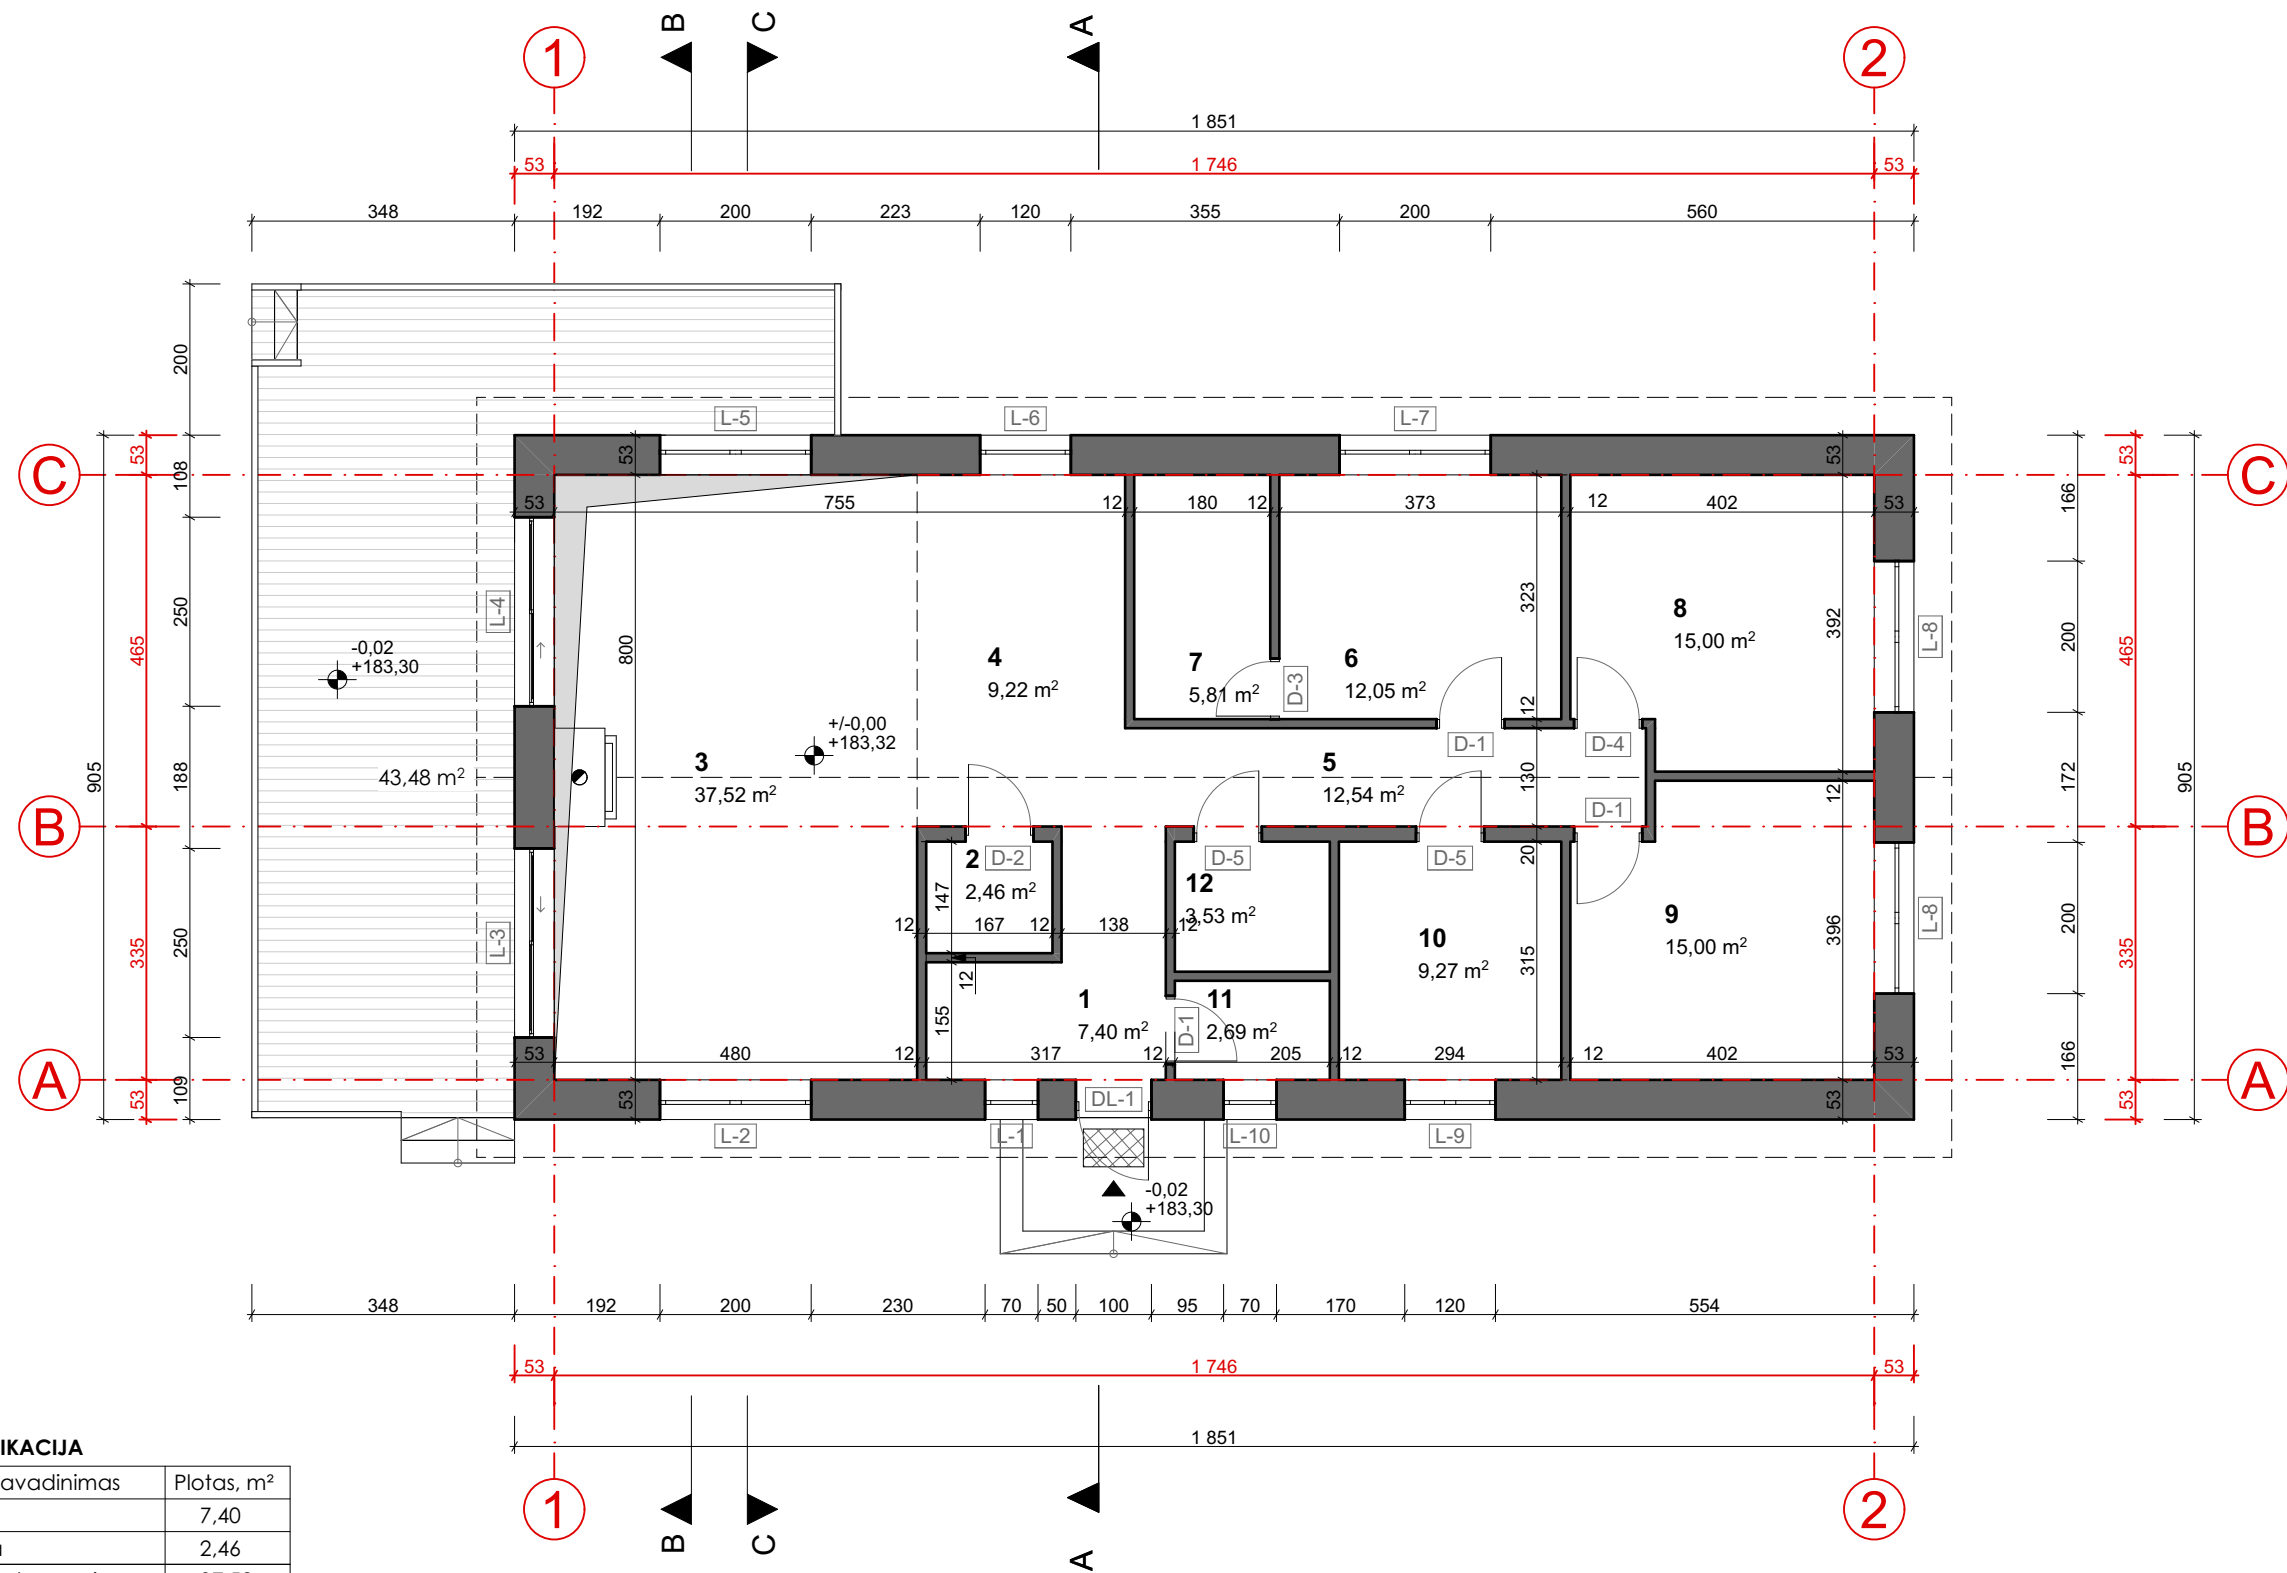 B C A
1 2
1 851
53 1 746 53
348 192 200 223 120 355 200 560
L-5 L-6 L-7
C C
B B
A A
905 53 465 335 53
200 108 250 188 250 109
53 755 12 180 12 373 12 402 53
53 53
L-4
L-3
-0,02
+183,30
43,48 m²
800
+/-0,00
+183,32
3
37,52 m²
4
9,22 m²
7
5,81 m²
D-3
6
12,05 m²
323
12
8
15,00 m²
392
L-8
D-1 D-4
5
12,54 m²
130
D-1
12
2 D-2
2,46 m²
147
12 167 12 138 12
D-5
12
3,53 m²
D-5
20
10
9,27 m²
315
9
15,00 m²
396
L-8
12
155
1
7,40 m²
D-1
11
2,69 m²
53 480 12 317 12 205 12 294 12 402 53
53 53
DL-1
L-2 L-1 L-10 L-9
-0,02
+183,30
166 200 172 200 166
53 465 335 53
905
348 192 200 230 70 50 100 95 70 170 120 554
53 1 746 53
1 851
1 2
B C A
IKACIJA
avadinimas Plotas, m²
7,40
2,46